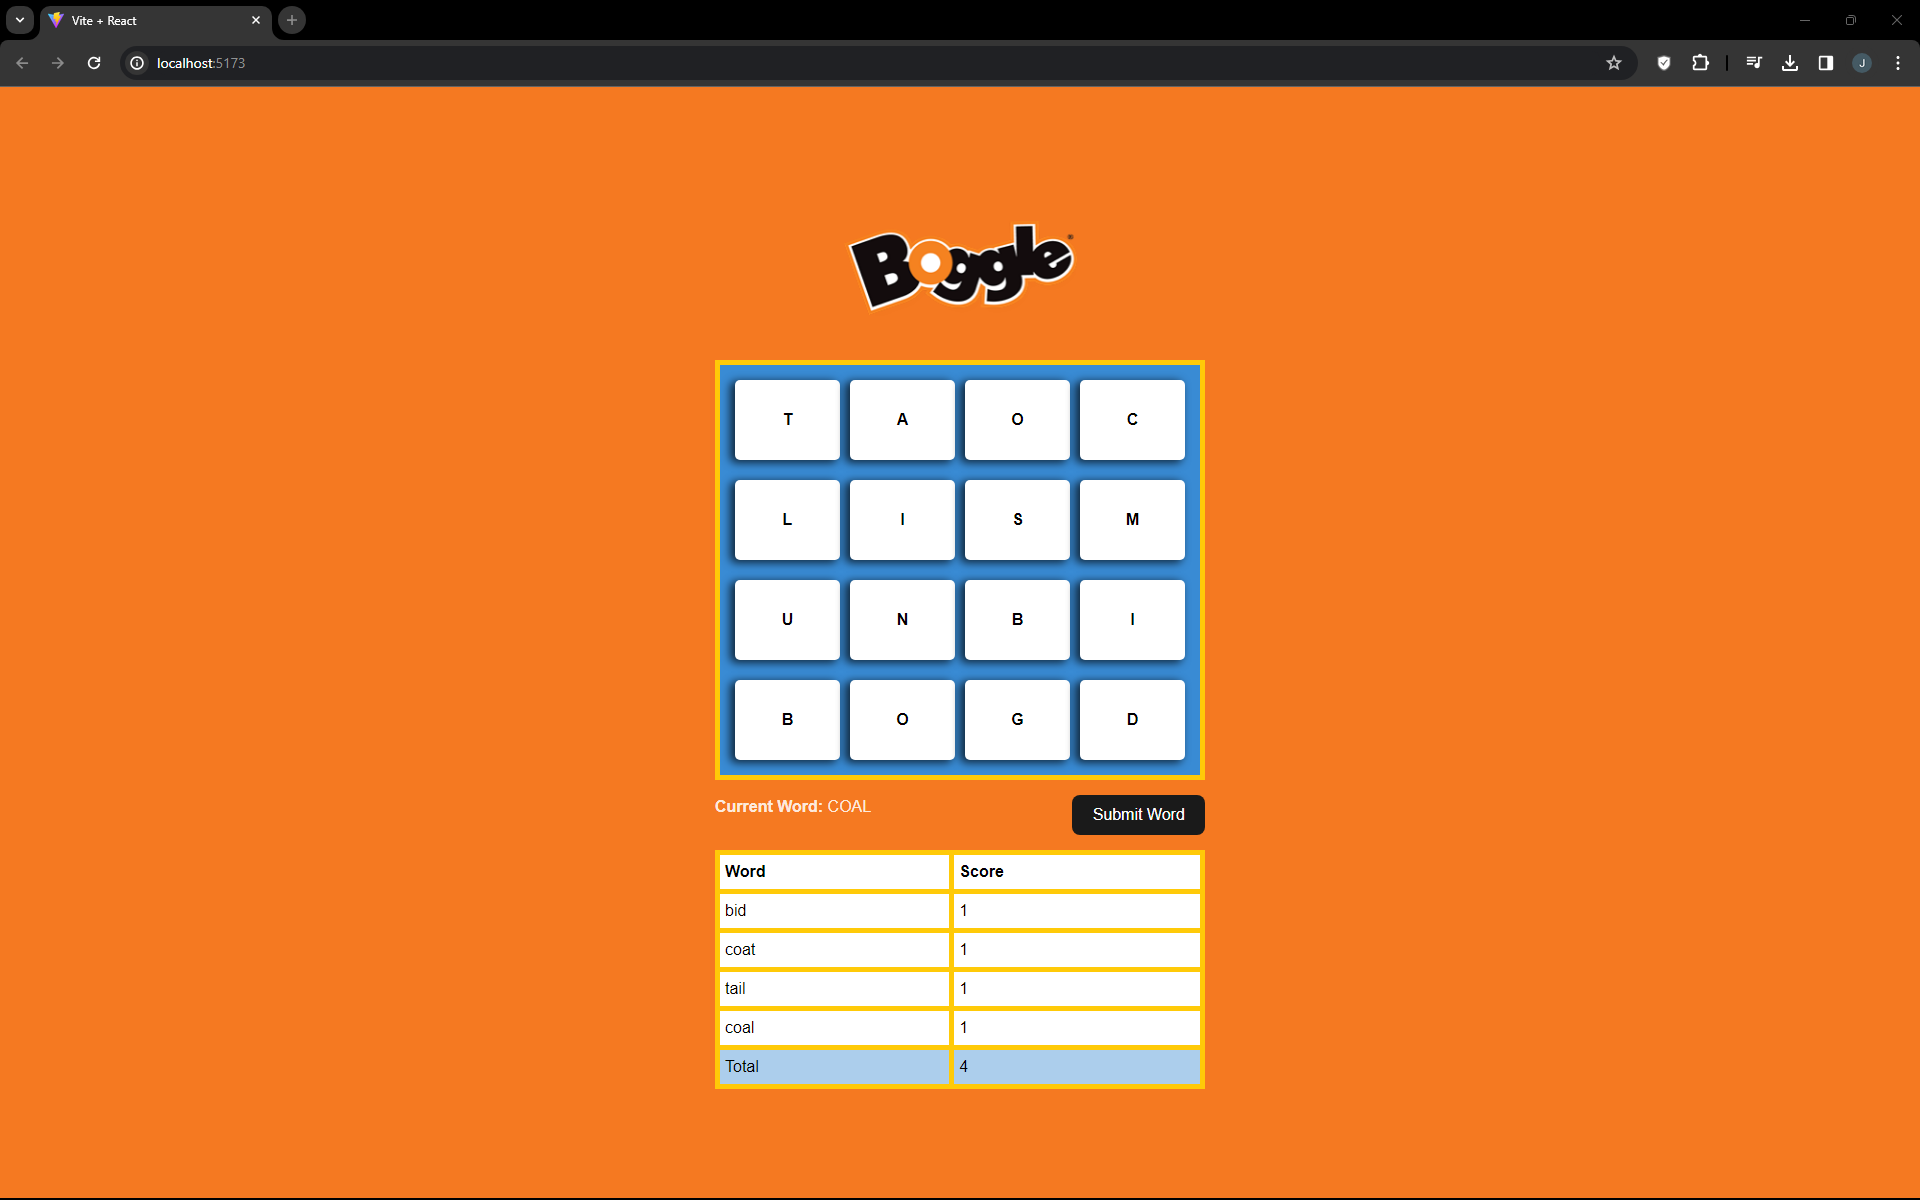 Vite + React
localhost:5173
J
Boggle
T A O C
L I S M
U N B I
B O G D
Current Word: COAL
Submit Word
Word Score
bid 1
coat 1
tail 1
coal 1
Total 4